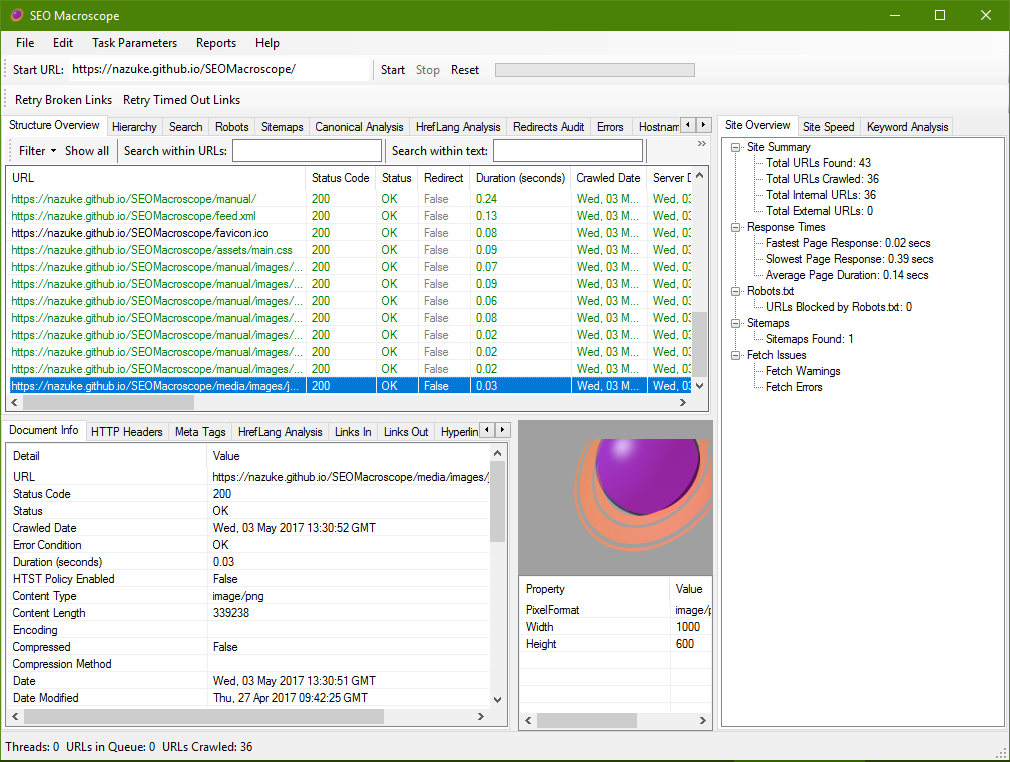 SEO Macroscope
File Edit Task Parameters Reports Help
Start URL: https://nazuke.github.io/SEOMacroscope/ Start Stop Reset
Retry Broken Links Retry Timed Out Links
Structure Overview Hierarchy Search Robots Sitemaps Canonical Analysis HrefLang Analysis Redirects Audit Errors Hostnam
Filter Show all Search within URLs: Search within text: »
URL Status Code Status Redirect Duration (seconds) Crawled Date Server D
https://nazuke.github.io/SEOMacroscope/manual/ 200 OK False 0.24 Wed, 03 M... Wed, 03
https://nazuke.github.io/SEOMacroscope/feed.xml 200 OK False 0.13 Wed, 03 M... Wed, 03
https://nazuke.github.io/SEOMacroscope/favicon.ico 200 OK False 0.08 Wed, 03 M... Wed, 03
https://nazuke.github.io/SEOMacroscope/assets/main.css 200 OK False 0.09 Wed, 03 M... Wed, 03
https://nazuke.github.io/SEOMacroscope/manual/images/... 200 OK False 0.07 Wed, 03 M... Wed, 03
https://nazuke.github.io/SEOMacroscope/manual/images/... 200 OK False 0.09 Wed, 03 M... Wed, 03
https://nazuke.github.io/SEOMacroscope/manual/images/... 200 OK False 0.06 Wed, 03 M... Wed, 03
https://nazuke.github.io/SEOMacroscope/manual/images/... 200 OK False 0.08 Wed, 03 M... Wed, 03
https://nazuke.github.io/SEOMacroscope/manual/images/... 200 OK False 0.02 Wed, 03 M... Wed, 03
https://nazuke.github.io/SEOMacroscope/manual/images/... 200 OK False 0.02 Wed, 03 M... Wed, 03
https://nazuke.github.io/SEOMacroscope/manual/images/... 200 OK False 0.02 Wed, 03 M... Wed, 03
https://nazuke.github.io/SEOMacroscope/media/images/j... 200 OK False 0.03 Wed, 03 M... Wed, 03
Document Info HTTP Headers Meta Tags HrefLang Analysis Links In Links Out Hyperlin
Detail Value
URL https://nazuke.github.io/SEOMacroscope/media/images/j
Status Code 200
Status OK
Crawled Date Wed, 03 May 2017 13:30:52 GMT
Error Condition OK
Duration (seconds) 0.03
HTST Policy Enabled False
Content Type image/png
Content Length 339238
Encoding
Compressed False
Compression Method
Date Wed, 03 May 2017 13:30:51 GMT
Date Modified Thu, 27 Apr 2017 09:42:25 GMT
Property Value
PixelFormat image/p
Width 1000
Height 600
Site Overview Site Speed Keyword Analysis
Site Summary
Total URLs Found: 43
Total URLs Crawled: 36
Total Internal URLs: 36
Total External URLs: 0
Response Times
Fastest Page Response: 0.02 secs
Slowest Page Response: 0.39 secs
Average Page Duration: 0.14 secs
Robots.txt
URLs Blocked by Robots.txt: 0
Sitemaps
Sitemaps Found: 1
Fetch Issues
Fetch Warnings
Fetch Errors
Threads: 0 URLs in Queue: 0 URLs Crawled: 36